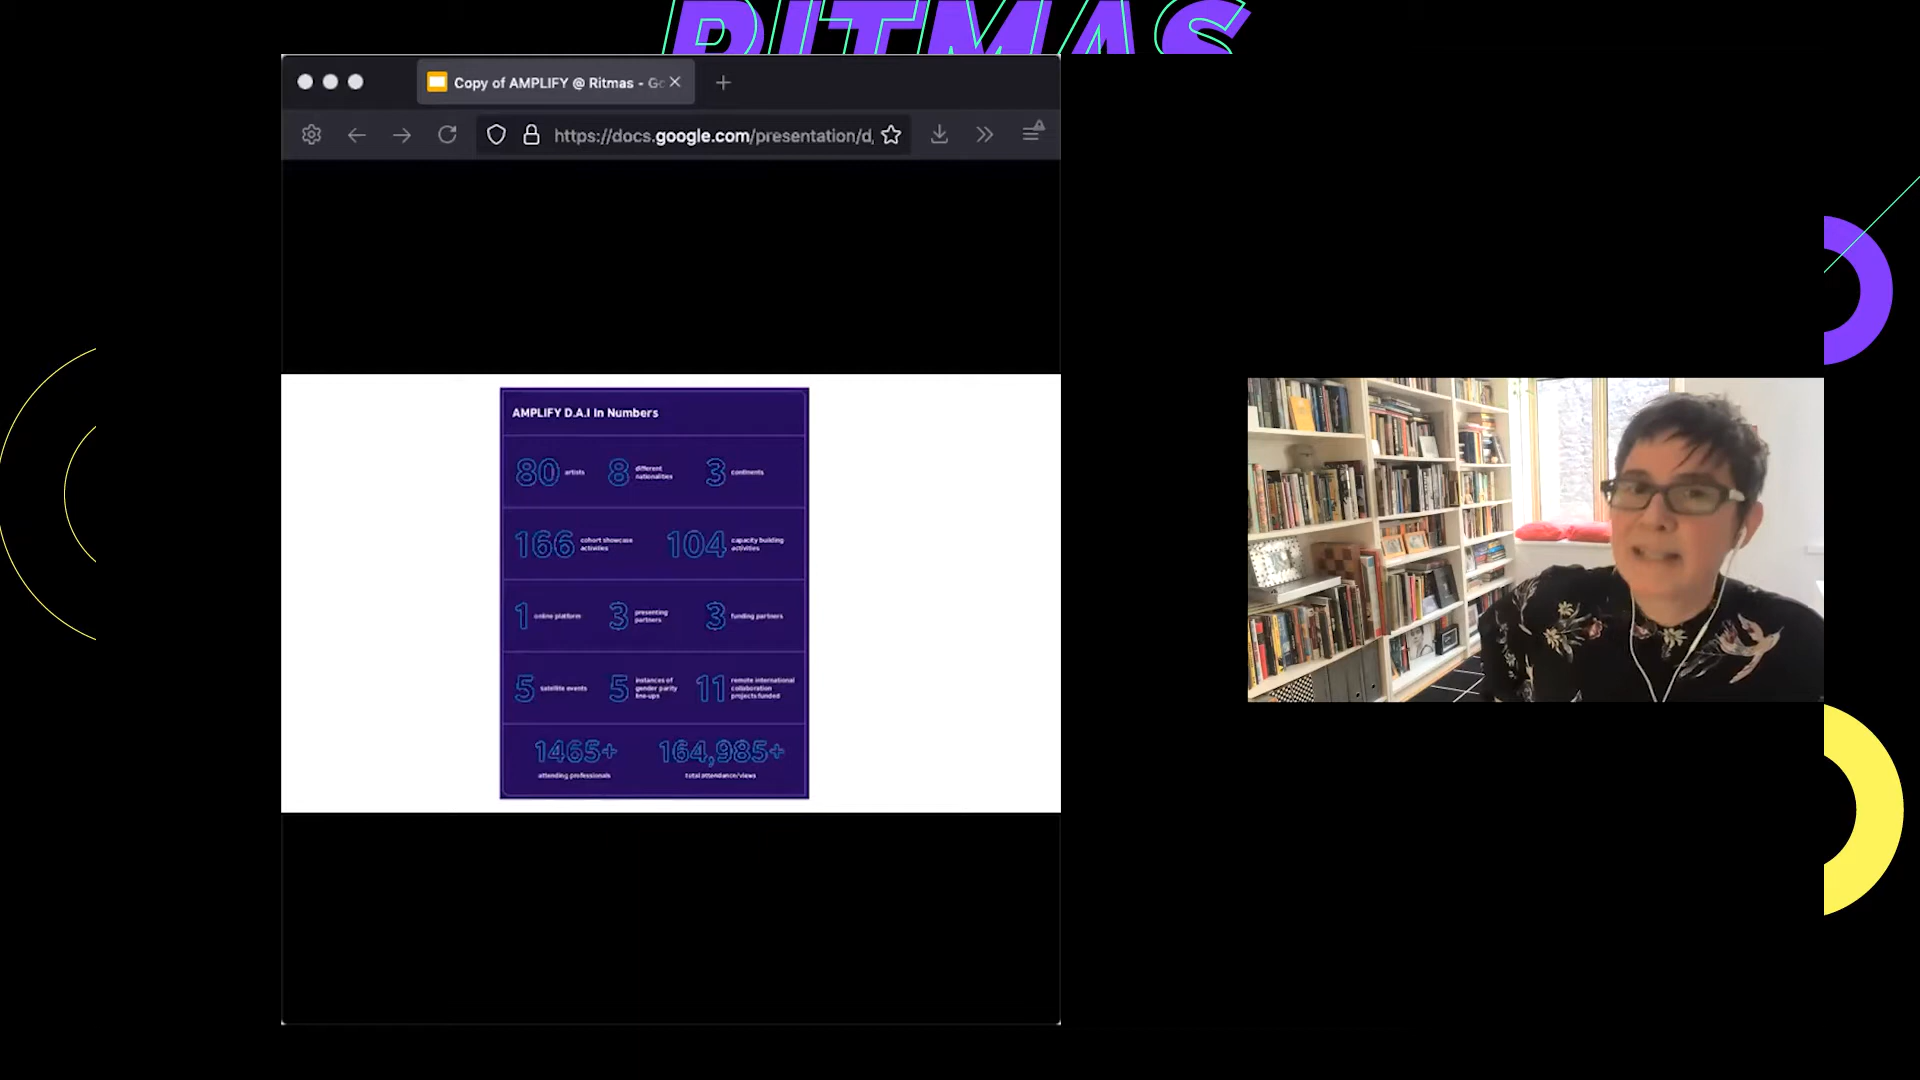 RITMAS
Copy of AMPLIFY @ Ritmas - Go
https://docs.google.com/presentation/d/
AMPLIFY D.A.I In Numbers
80 artists
8 different nationalities
3 continents
166 cohort showcase activities
104 capacity building activities
1 online platform
3 presenting partners
3 funding partners
5 satellite events
5 instances of gender parity line-ups
11 remote international collaboration projects funded
1465+
attending professionals
164,985+
total attendance/views